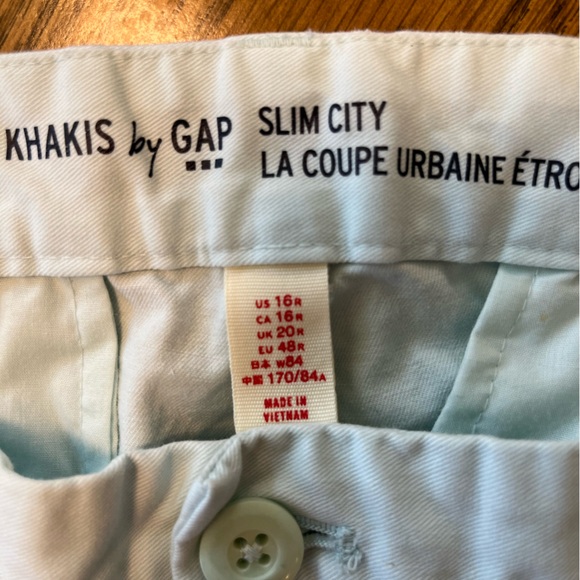 KHAKIS by GAP
SLIM CITY
LA COUPE URBAINE ÉTRO
US 16R
CA 16R
UK 20R
EU 48R
日本 W84
中国 170/84A
MADE IN
VIETNAM